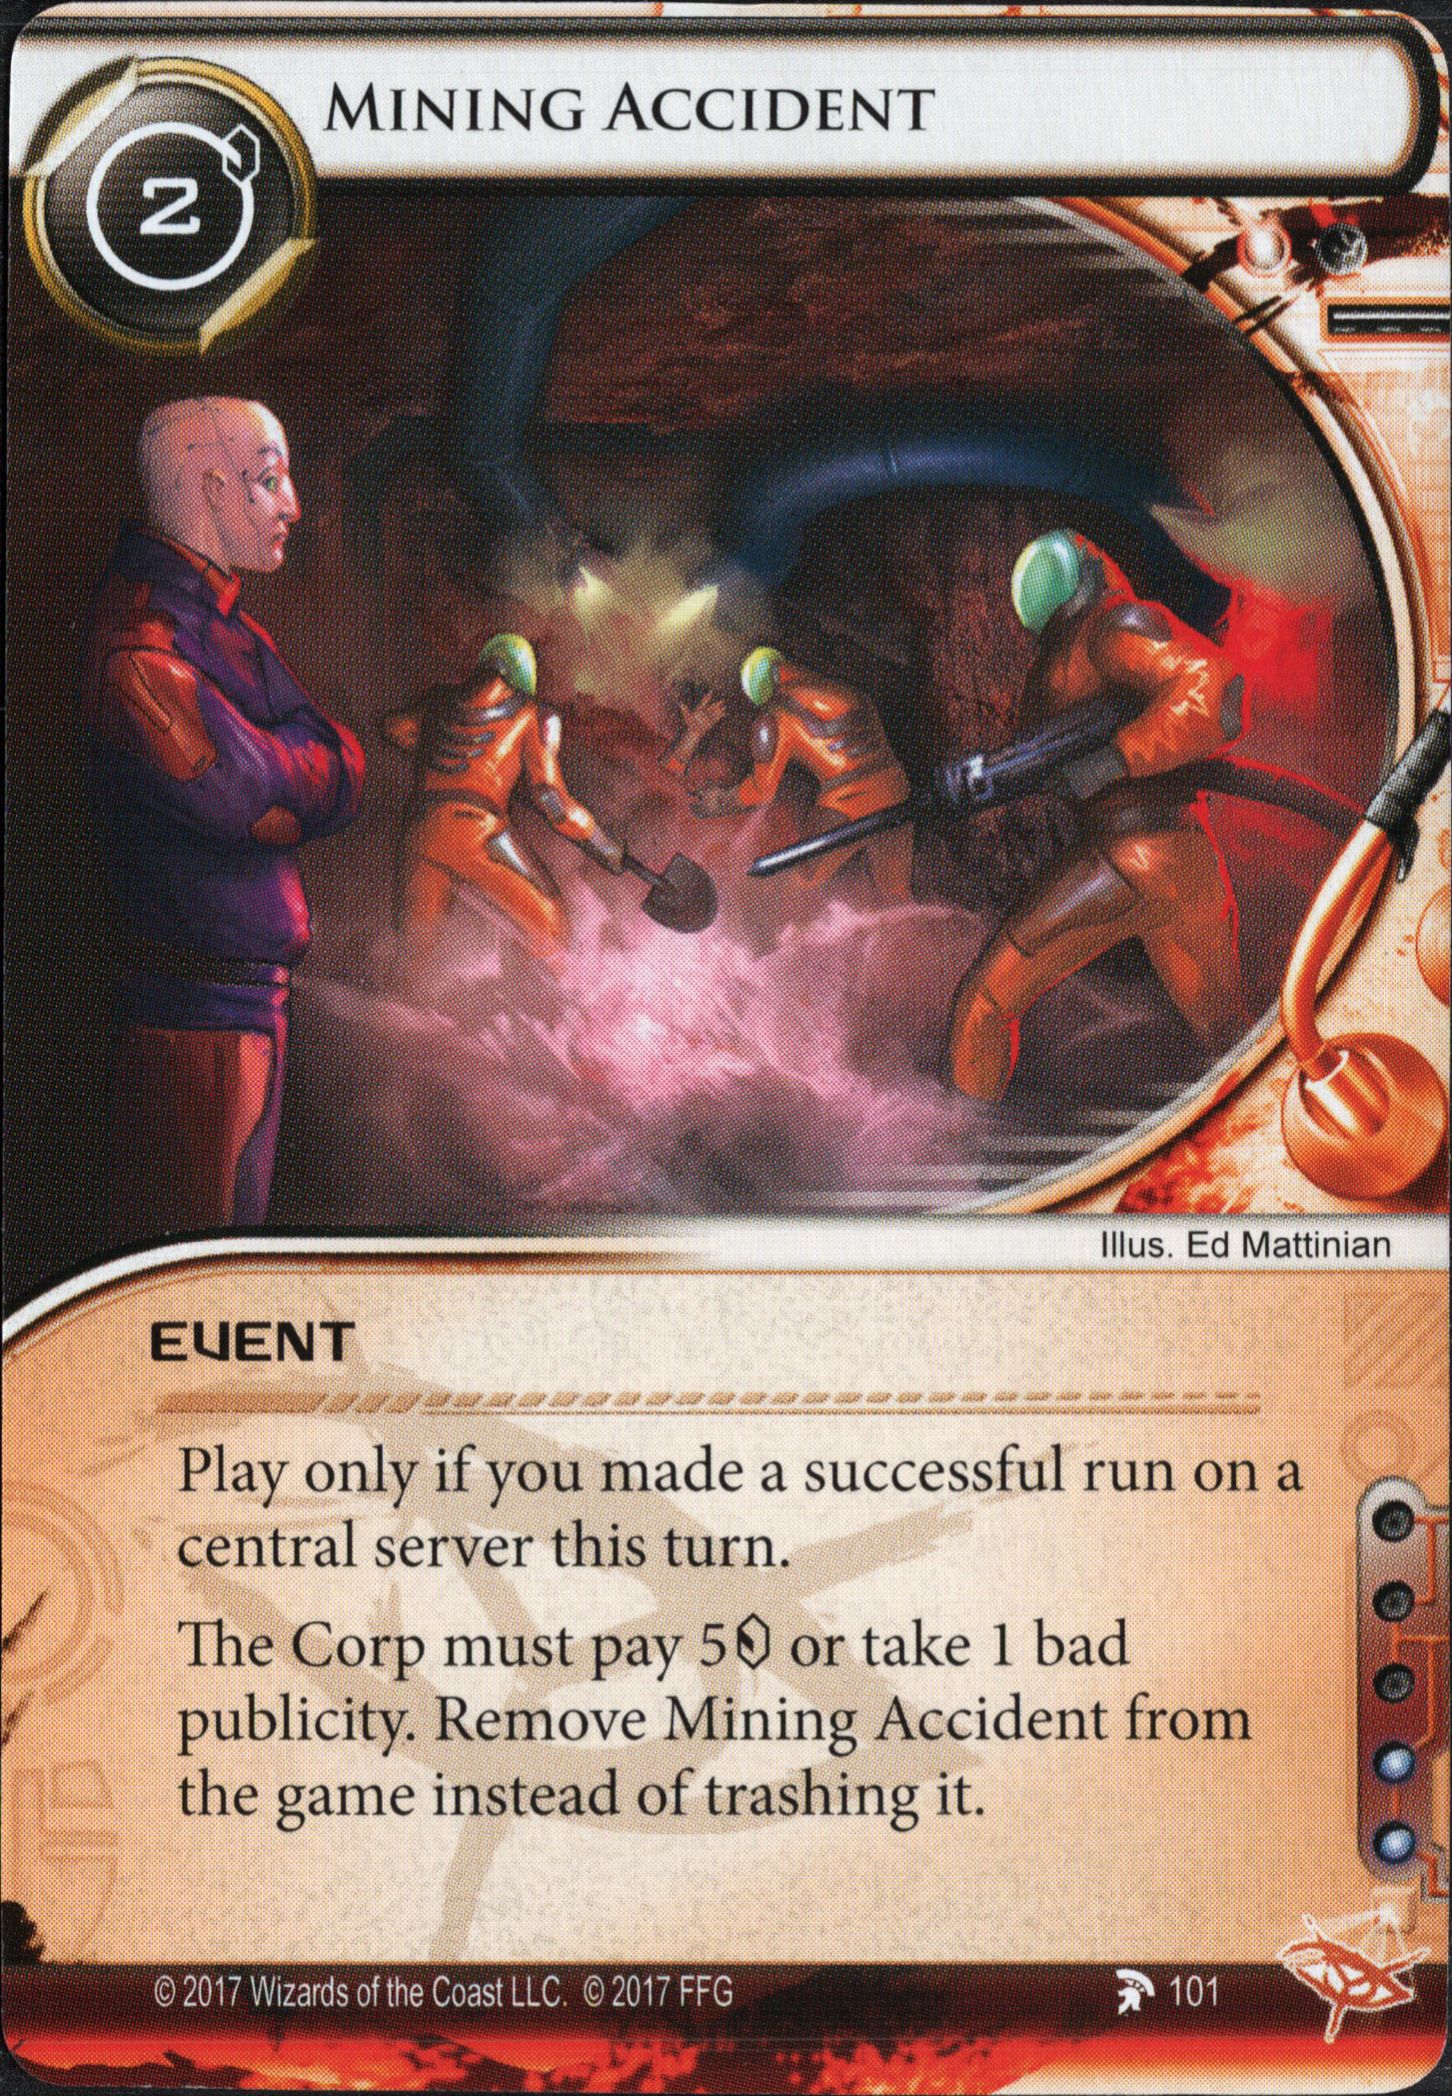 2
Mining Accident
Illus. Ed Mattinian
EVENT
Play only if you made a successful run on a
central server this turn.
The Corp must pay 5 or take 1 bad
publicity. Remove Mining Accident from
the game instead of trashing it.
© 2017 Wizards of the Coast LLC. © 2017 FFG
101